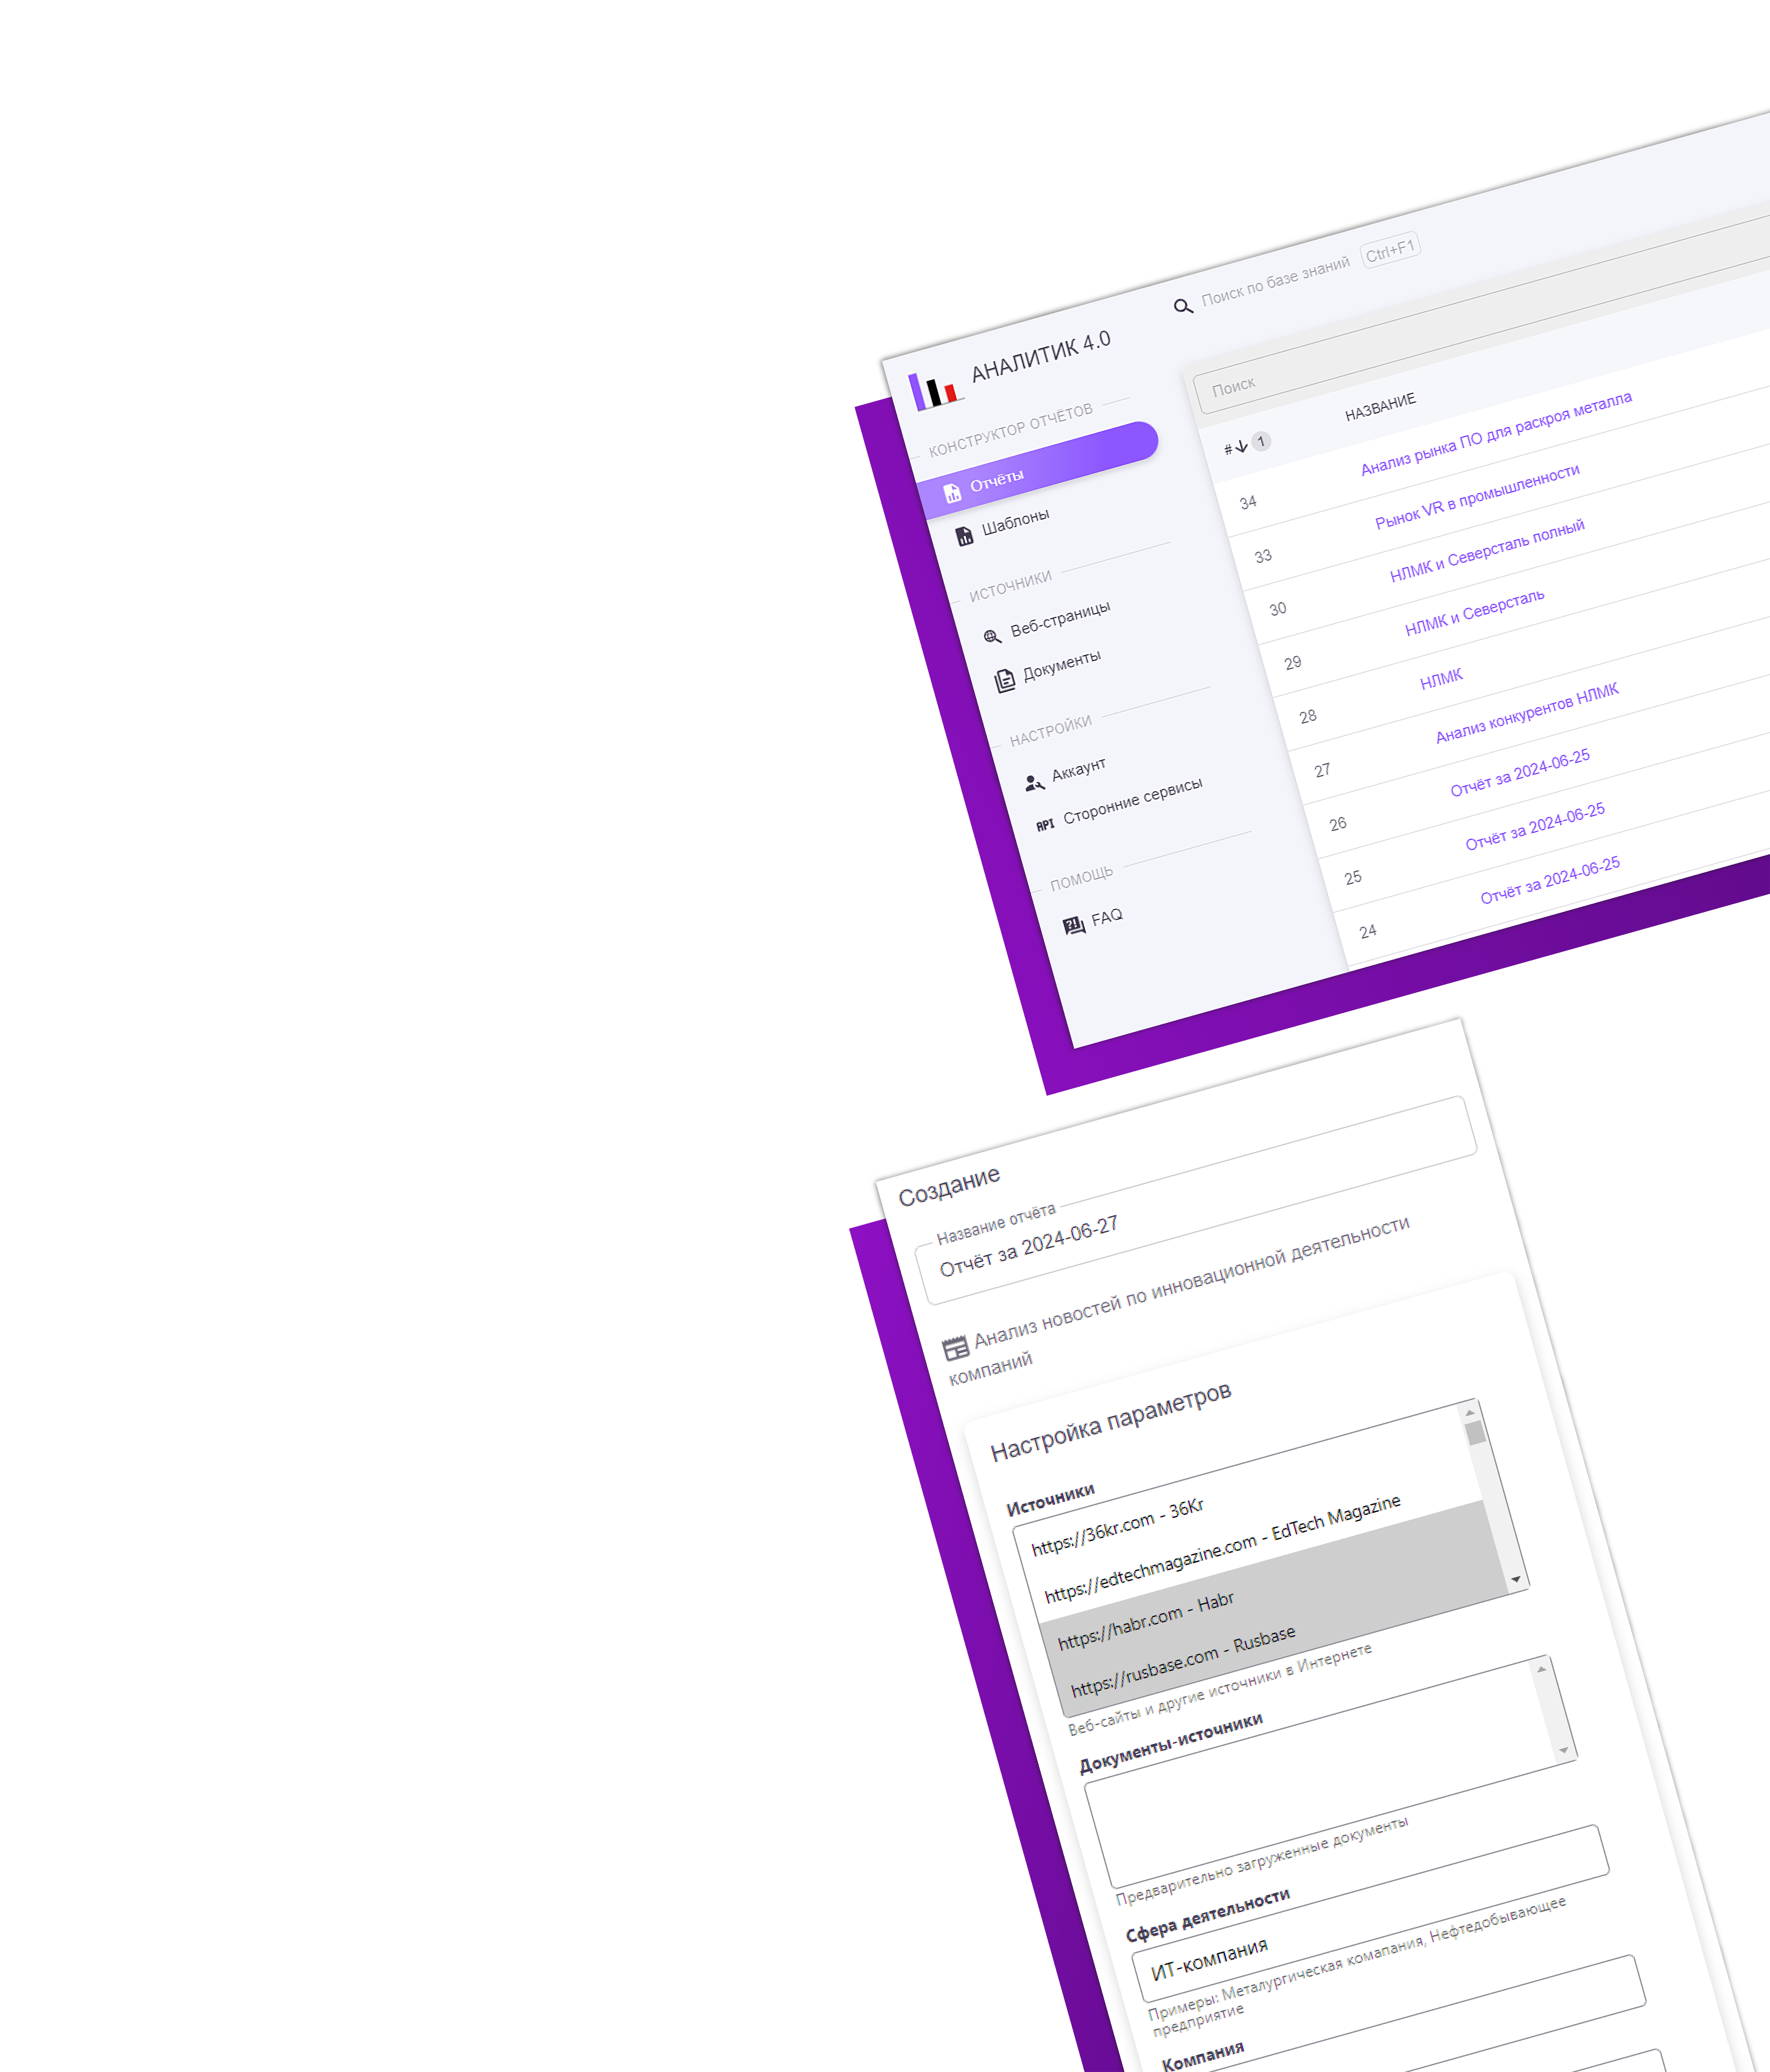 АНАЛИТИК 4.0
Поиск по базе знаний Ctrl+F1
КОНСТРУКТОР ОТЧЁТОВ
Отчёты
Шаблоны
ИСТОЧНИКИ
Веб-страницы
Документы
НАСТРОЙКИ
Аккаунт
API Сторонние сервисы
ПОМОЩЬ
FAQ
Поиск
# 1 НАЗВАНИЕ
34 Анализ рынка ПО для раскроя металла
33 Рынок VR в промышленности
30 НЛМК и Северсталь полный
29 НЛМК и Северсталь
28 НЛМК
27 Анализ конкурентов НЛМК
26 Отчёт за 2024-06-25
25 Отчёт за 2024-06-25
24 Отчёт за 2024-06-25
Создание
Название отчёта
Отчёт за 2024-06-27
Анализ новостей по инновационной деятельности
компаний
Настройка параметров
Источники
https://36kr.com - 36Kr
https://edtechmagazine.com - EdTech Magazine
https://habr.com - Habr
https://rusbase.com - Rusbase
Веб-сайты и другие источники в Интернете
Документы-источники
Предварительно загруженные документы
Сфера деятельности
ИТ-компания
Примеры: Металургическая комапания, Нефтедобывающее
предприятие
Компания